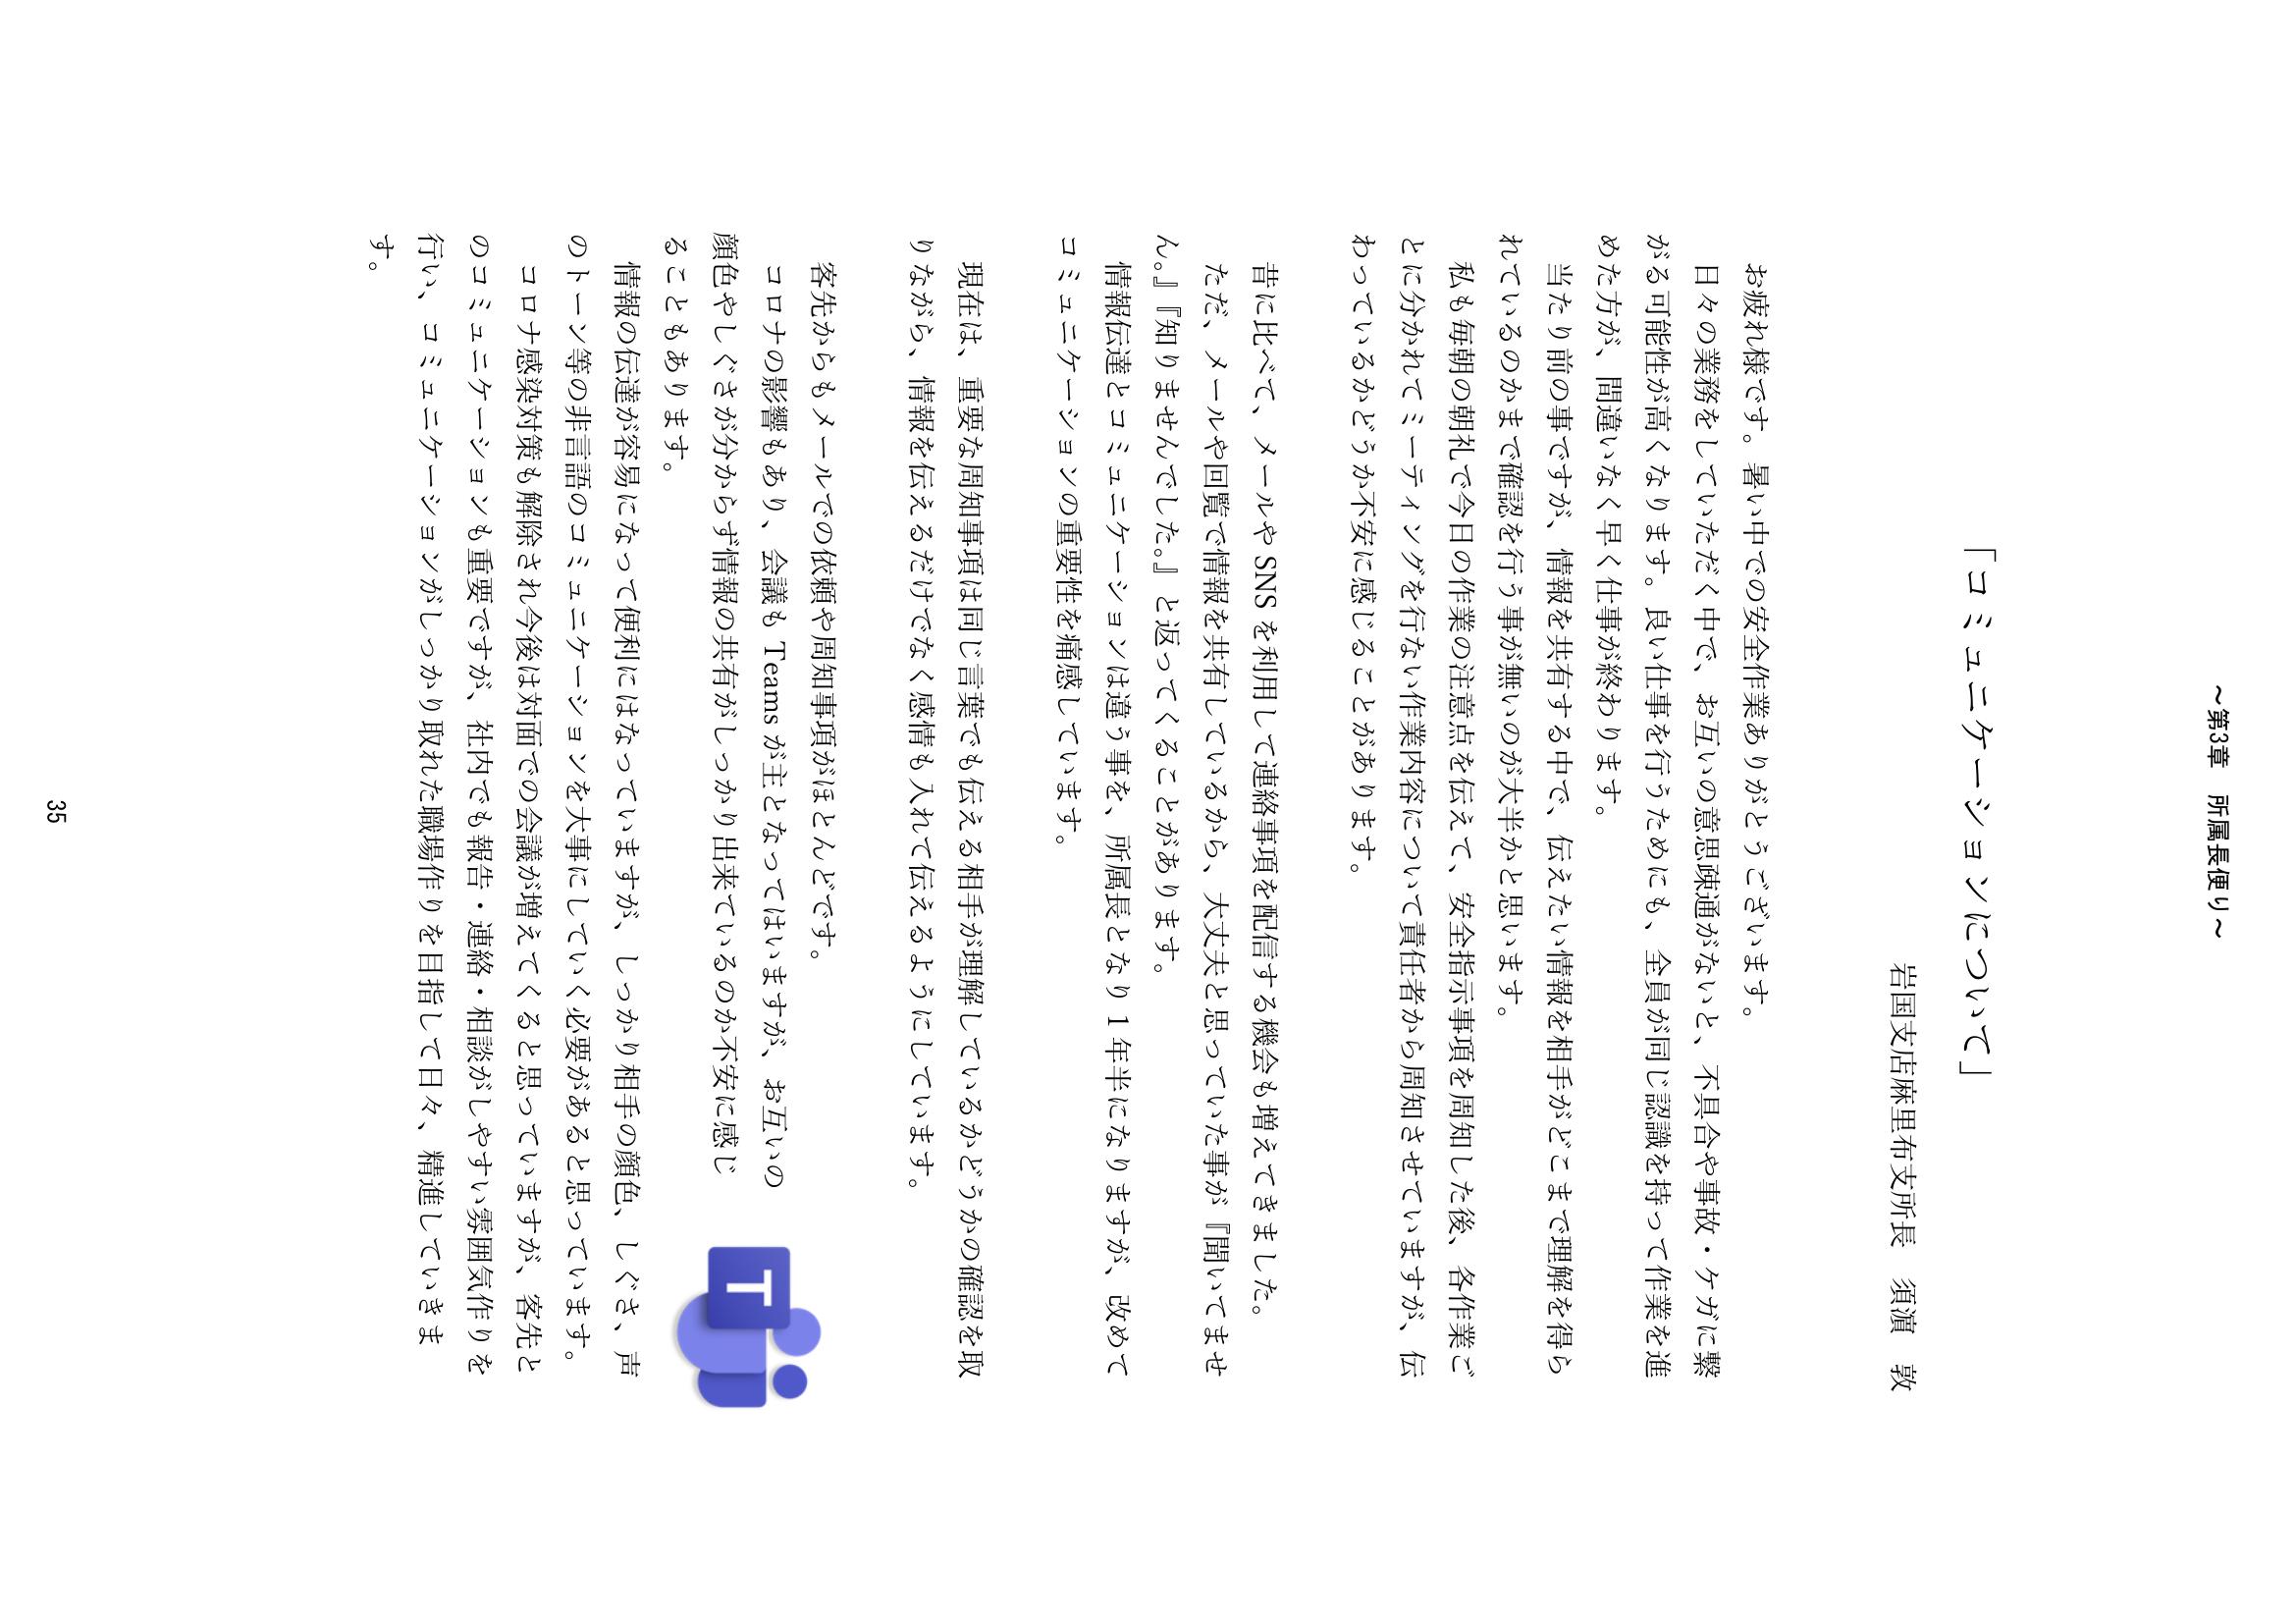 ～第3章　所属長便り～
「コミュニケーションについて」
岩国支店麻里布支所長　須濵　敦
お疲れ様です。暑い中での安全作業ありがとうございます。
日々の業務をしていただく中で、お互いの意思疎通がないと、不具合や事故・ケガに繋
がる可能性が高くなります。良い仕事を行うためにも、全員が同じ認識を持って作業を進
めた方が、間違いなく早く仕事が終わります。
当たり前の事ですが、情報を共有する中で、伝えたい情報を相手がどこまで理解を得ら
れているのかまで確認を行う事が無いのが大半かと思います。
私も毎朝の朝礼で今日の作業の注意点を伝えて、安全指示事項を周知した後、各作業ご
とに分かれてミーティングを行ない作業内容について責任者から周知させていますが、伝
わっているかどうか不安に感じることがあります。
昔に比べて、メールや SNS を利用して連絡事項を配信する機会も増えてきました。
ただ、メールや回覧で情報を共有しているから、大丈夫と思っていた事が『聞いてませ
ん。』『知りませんでした。』と返ってくることがあります。
情報伝達とコミュニケーションは違う事を、所属長となり 1 年半になりますが、改めて
コミュニケーションの重要性を痛感しています。
現在は、重要な周知事項は同じ言葉でも伝える相手が理解しているかどうかの確認を取
りながら、情報を伝えるだけでなく感情も入れて伝えるようにしています。
客先からもメールでの依頼や周知事項がほとんどです。
コロナの影響もあり、会議も Teams が主となってはいますが、お互いの
顔色やしぐさが分からず情報の共有がしっかり出来ているのか不安に感じ
ることもあります。
情報の伝達が容易になって便利にはなっていますが、しっかり相手の顔色、しぐさ、声
のトーン等の非言語のコミュニケーションを大事にしていく必要があると思っています。
コロナ感染対策も解除され今後は対面での会議が増えてくると思っていますが、客先と
のコミュニケーションも重要ですが、社内でも報告・連絡・相談がしやすい雰囲気作りを
行い、コミュニケーションがしっかり取れた職場作りを目指して日々、精進していきま
す。
T
35